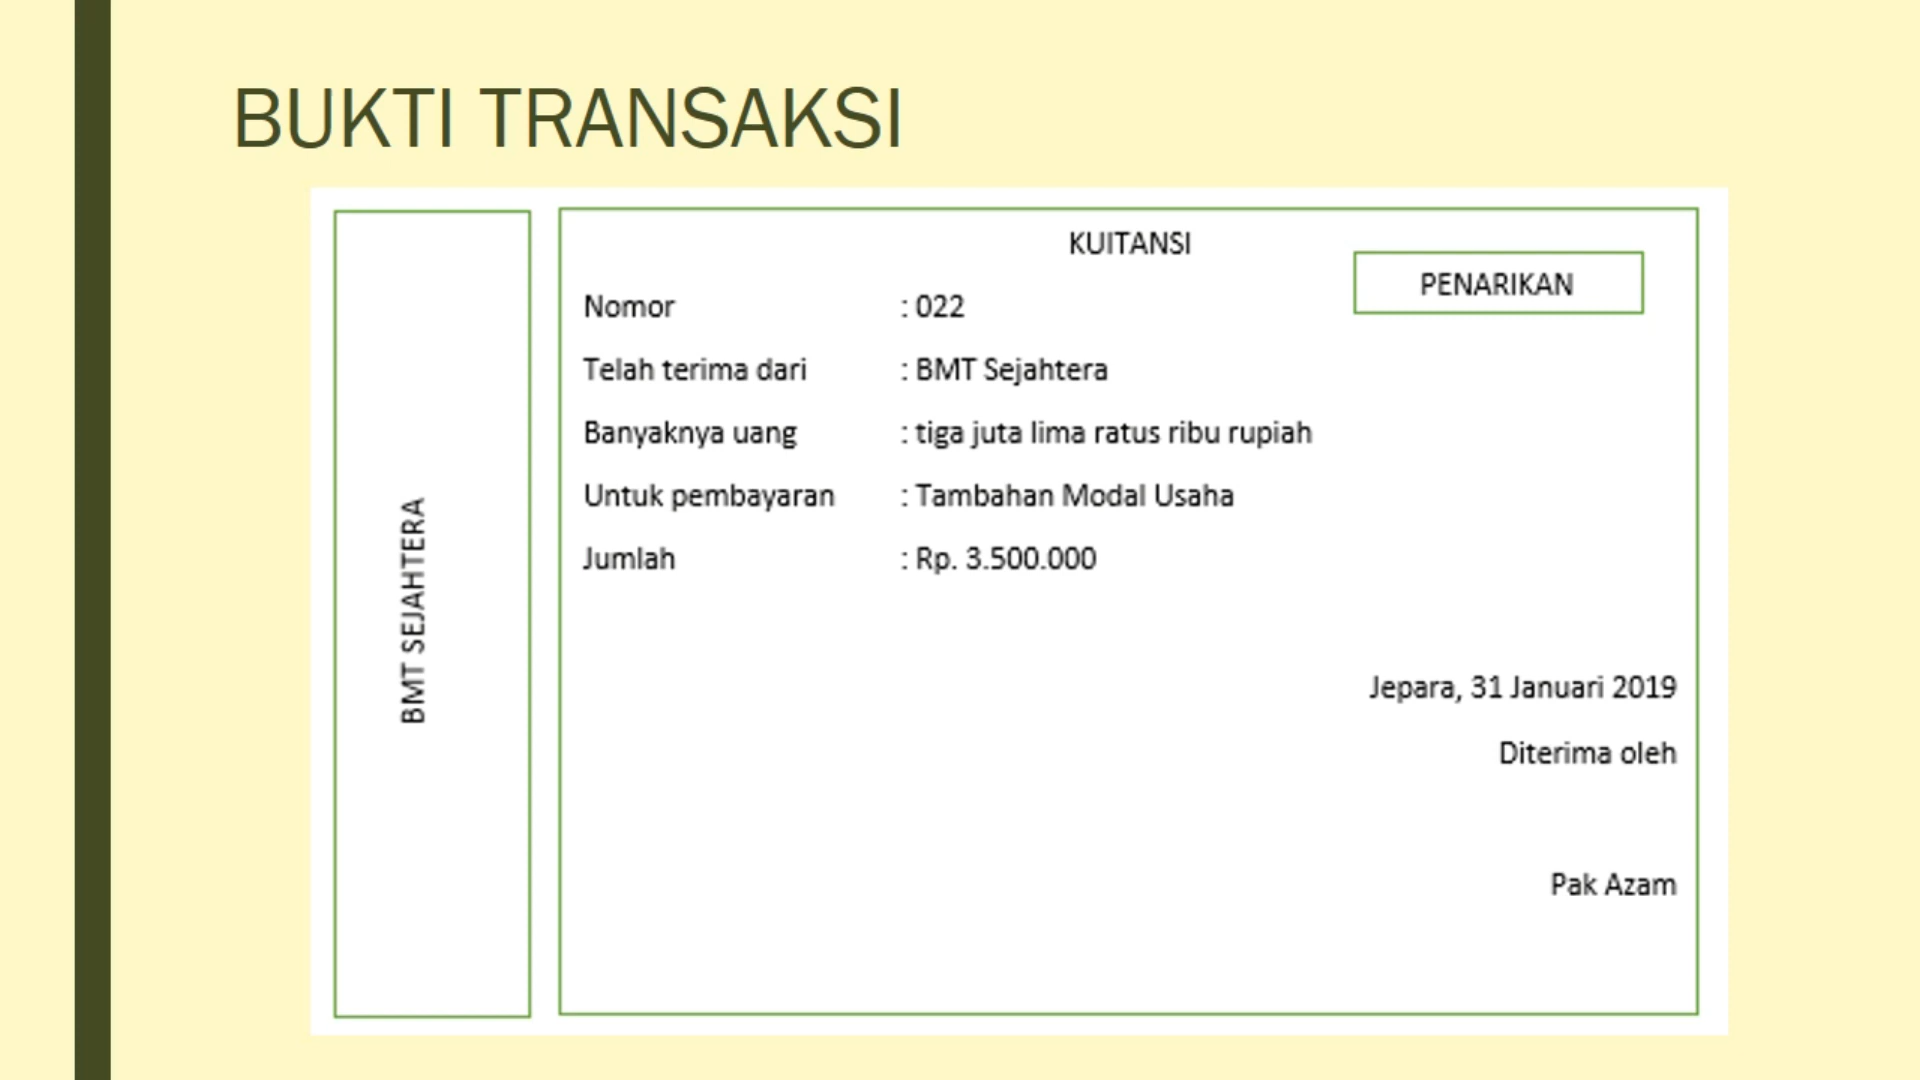 BUKTI TRANSAKSI
BMT SEJAHTERA
KUITANSI
PENARIKAN
Nomor : 022
Telah terima dari : BMT Sejahtera
Banyaknya uang : tiga juta lima ratus ribu rupiah
Untuk pembayaran : Tambahan Modal Usaha
Jumlah : Rp. 3.500.000
Jepara, 31 Januari 2019
Diterima oleh
Pak Azam